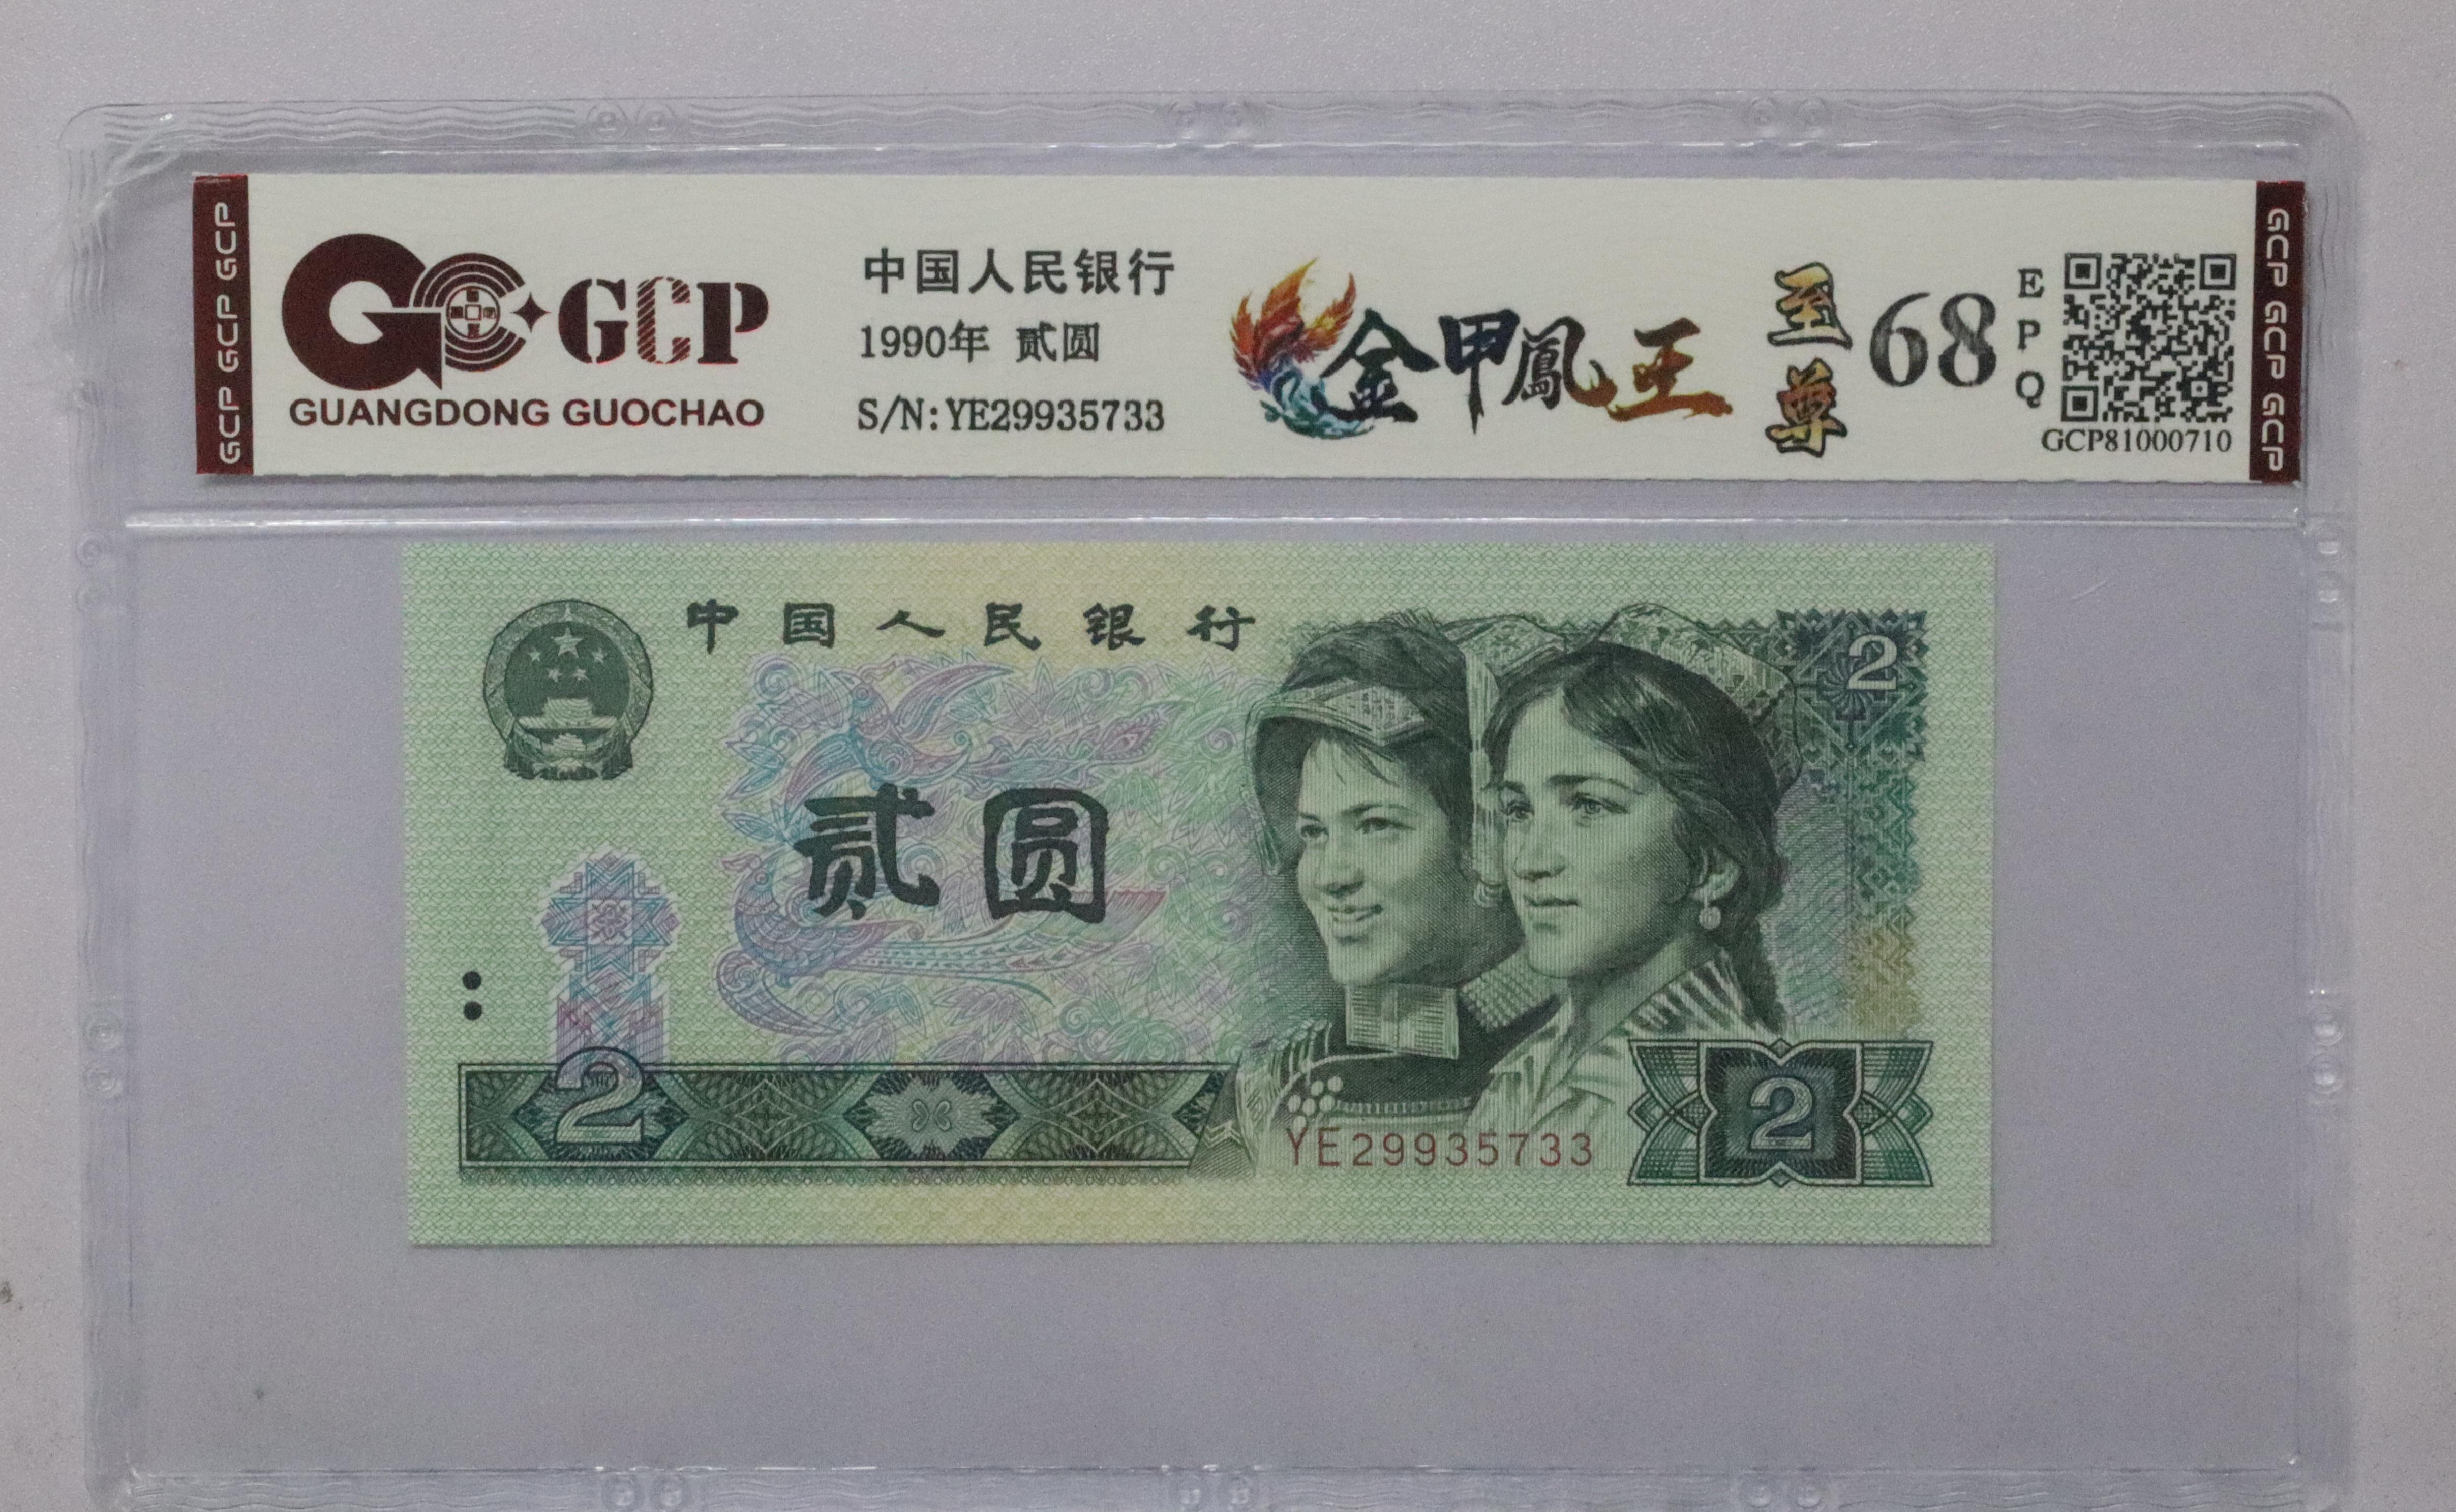 GCP GCP GCP
GCP
GUANGDONG GUOCHAO
中国人民银行
1990年 贰圆
S/N:YE29935733
金甲鳳王
至尊
68
EPQ
GCP81000710
GCP GCP GCP
中国人民银行
2
贰圆
2
YE29935733
2